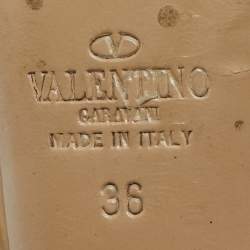 VALENTINO
GARAVANI
MADE IN ITALY
36